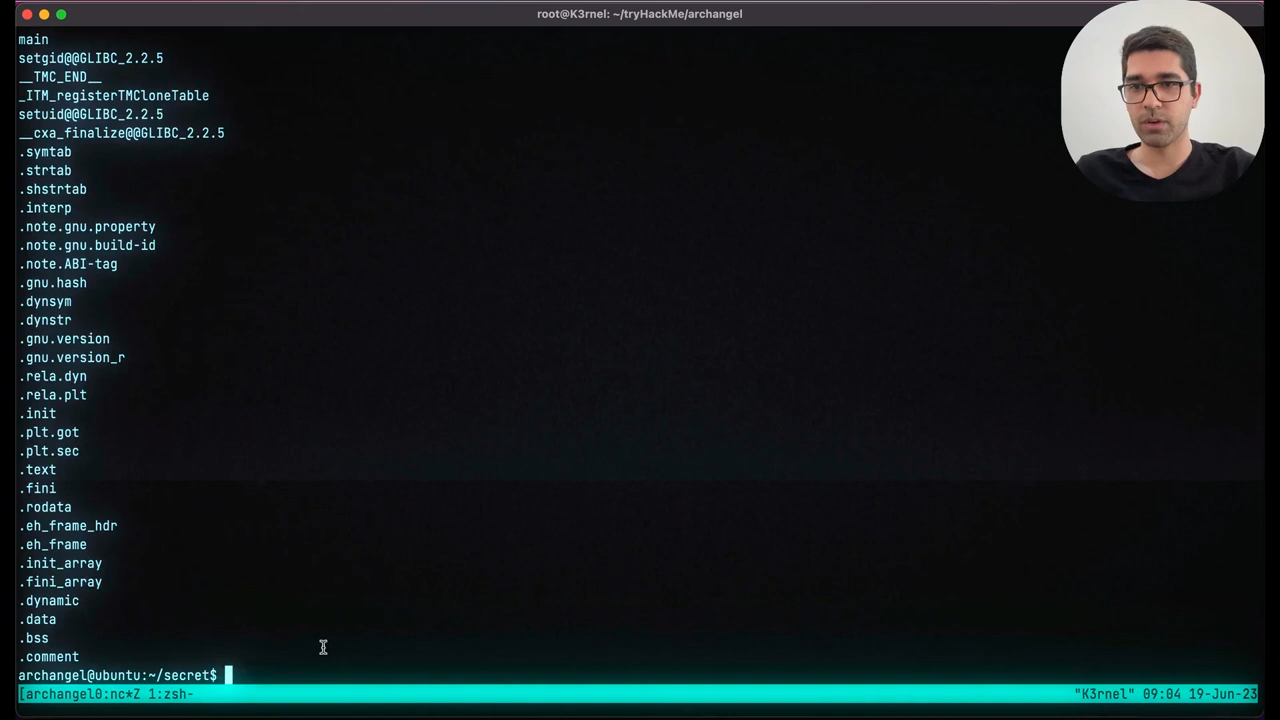 root@K3rnel: ~/tryHackMe/archangel
main
setgid@@GLIBC_2.2.5
__TMC_END__
_ITM_registerTMCloneTable
setuid@@GLIBC_2.2.5
__cxa_finalize@@GLIBC_2.2.5
.symtab
.strtab
.shstrtab
.interp
.note.gnu.property
.note.gnu.build-id
.note.ABI-tag
.gnu.hash
.dynsym
.dynstr
.gnu.version
.gnu.version_r
.rela.dyn
.rela.plt
.init
.plt.got
.plt.sec
.text
.fini
.rodata
.eh_frame_hdr
.eh_frame
.init_array
.fini_array
.dynamic
.data
.bss
.comment
archangel@ubuntu:~/secret$
[archangel0:nc*Z 1:zsh- "K3rnel" 09:04 19-Jun-23